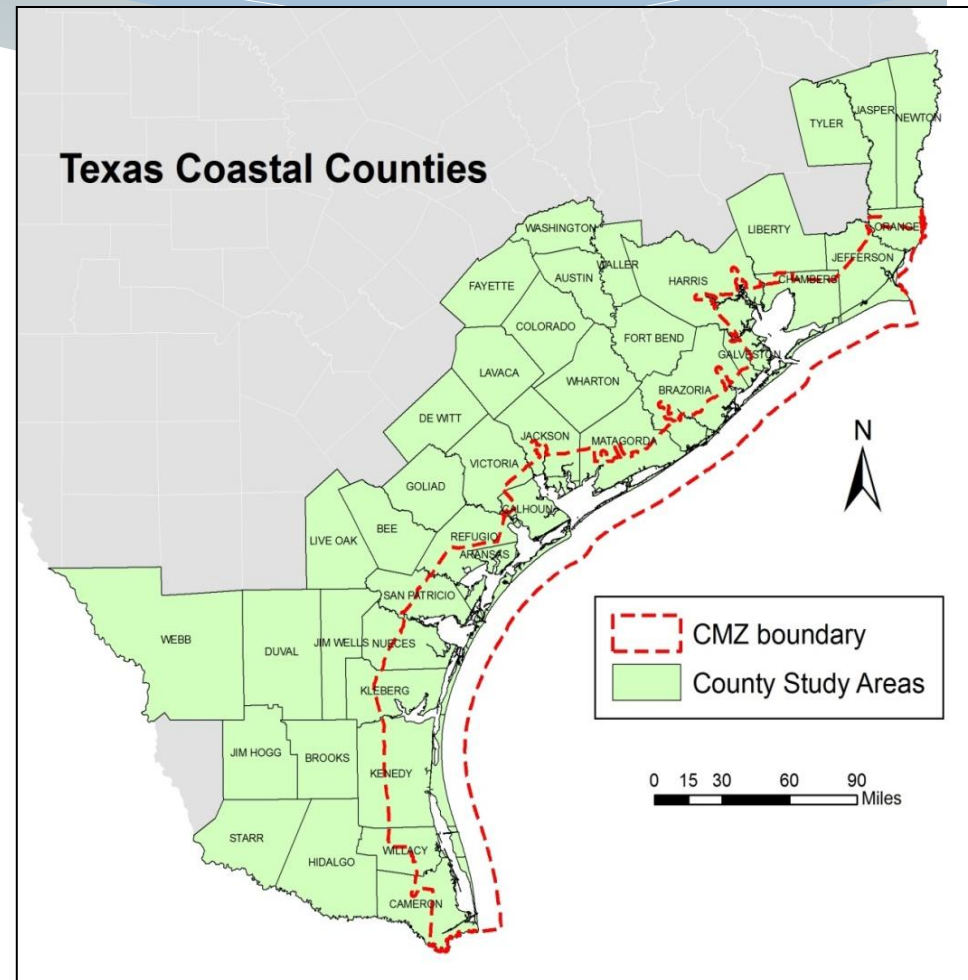 Texas Coastal Counties
TYLER
JASPER
NEWTON
ORANGE
LIBERTY
JEFFERSON
CHAMBERS
WASHINGTON
WALLER
HARRIS
AUSTIN
FAYETTE
COLORADO
FORT BEND
GALVESTON
LAVACA
WHARTON
BRAZORIA
DE WITT
JACKSON
MATAGORDA
VICTORIA
GOLIAD
CALHOUN
BEE
LIVE OAK
REFUGIO
ARANSAS
SAN PATRICIO
WEBB
DUVAL
JIM WELLS
NUECES
KLEBERG
JIM HOGG
BROOKS
KENEDY
STARR
HIDALGO
WILLACY
CAMERON
N
CMZ boundary
County Study Areas
0 15 30 60 90
Miles